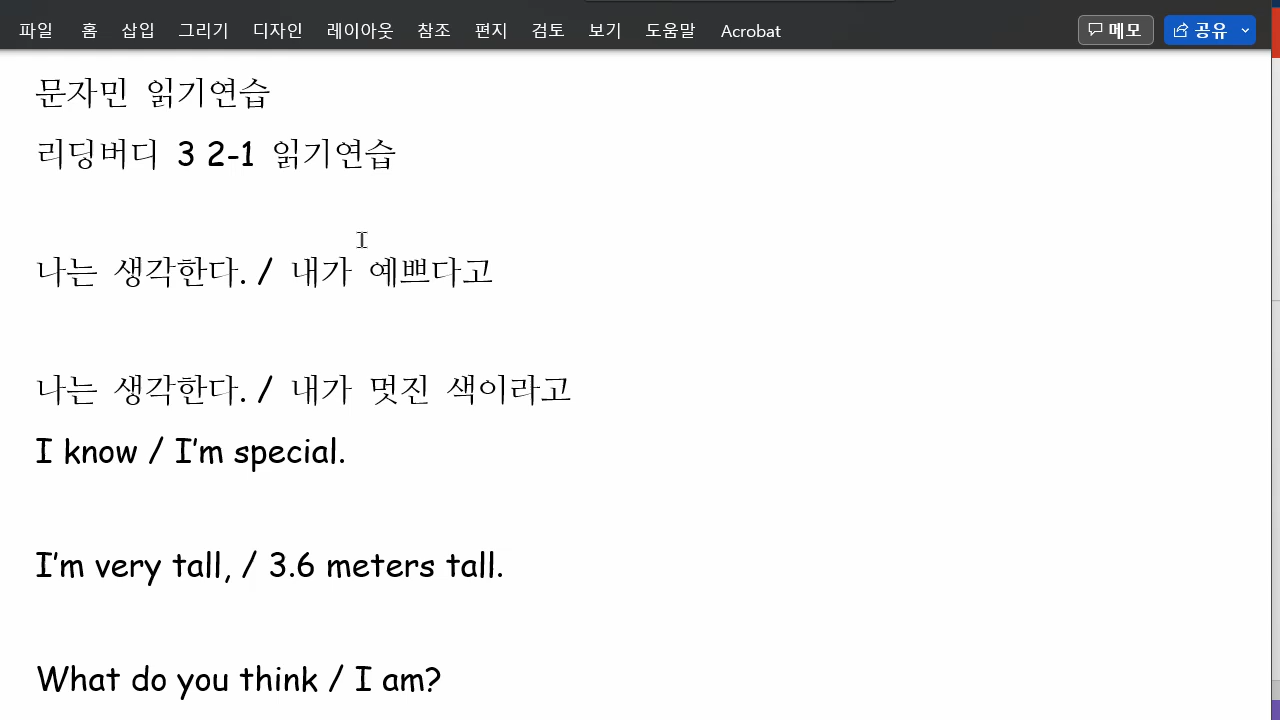 파일 홈 삽입 그리기 디자인 레이아웃 참조 편지 검토 보기 도움말 Acrobat 메모 공유
문자민 읽기연습
리딩버디 3 2-1 읽기연습
나는 생각한다. / 내가 예쁘다고
나는 생각한다. / 내가 멋진 색이라고
I know / I’m special.
I’m very tall, / 3.6 meters tall.
What do you think / I am?